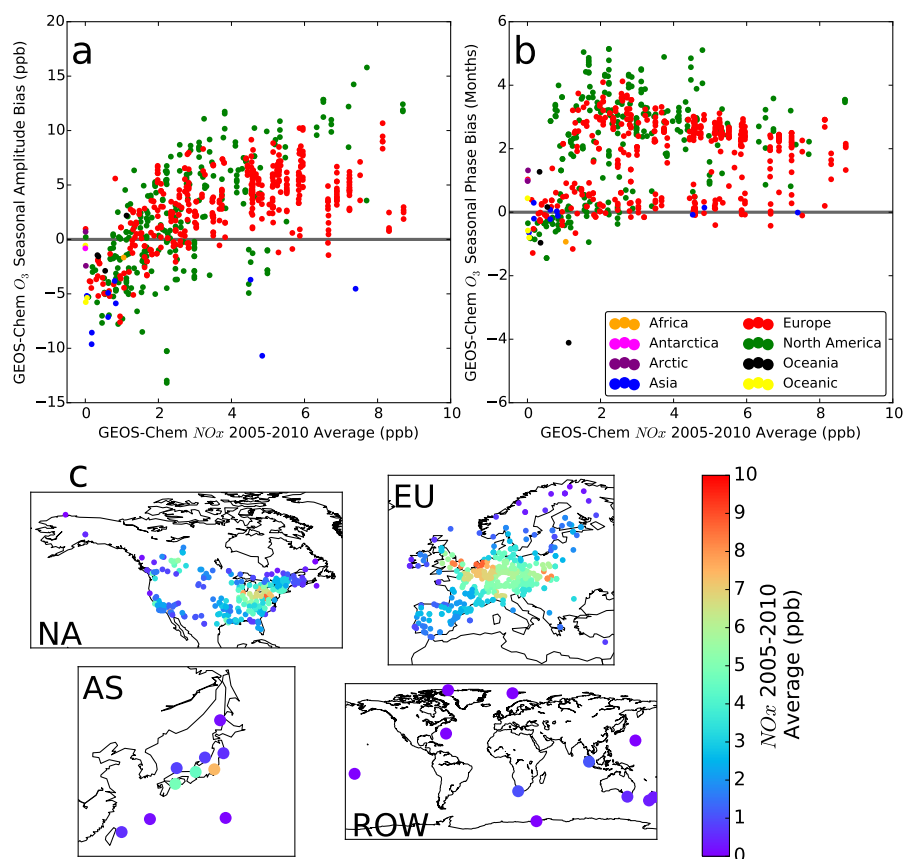 a
GEOS-Chem O3 Seasonal Amplitude Bias (ppb)
20
15
10
5
0
−5
−10
−15
0 2 4 6 8 10
GEOS-Chem NOx 2005-2010 Average (ppb)
b
GEOS-Chem O3 Seasonal Phase Bias (Months)
6
4
2
0
−2
−4
−6
Africa
Antarctica
Arctic
Asia
Europe
North America
Oceania
Oceanic
0 2 4 6 8 10
GEOS-Chem NOx 2005-2010 Average (ppb)
c
NA
EU
AS
ROW
10
9
8
7
6
5
4
3
2
1
0
NOx 2005-2010
Average (ppb)